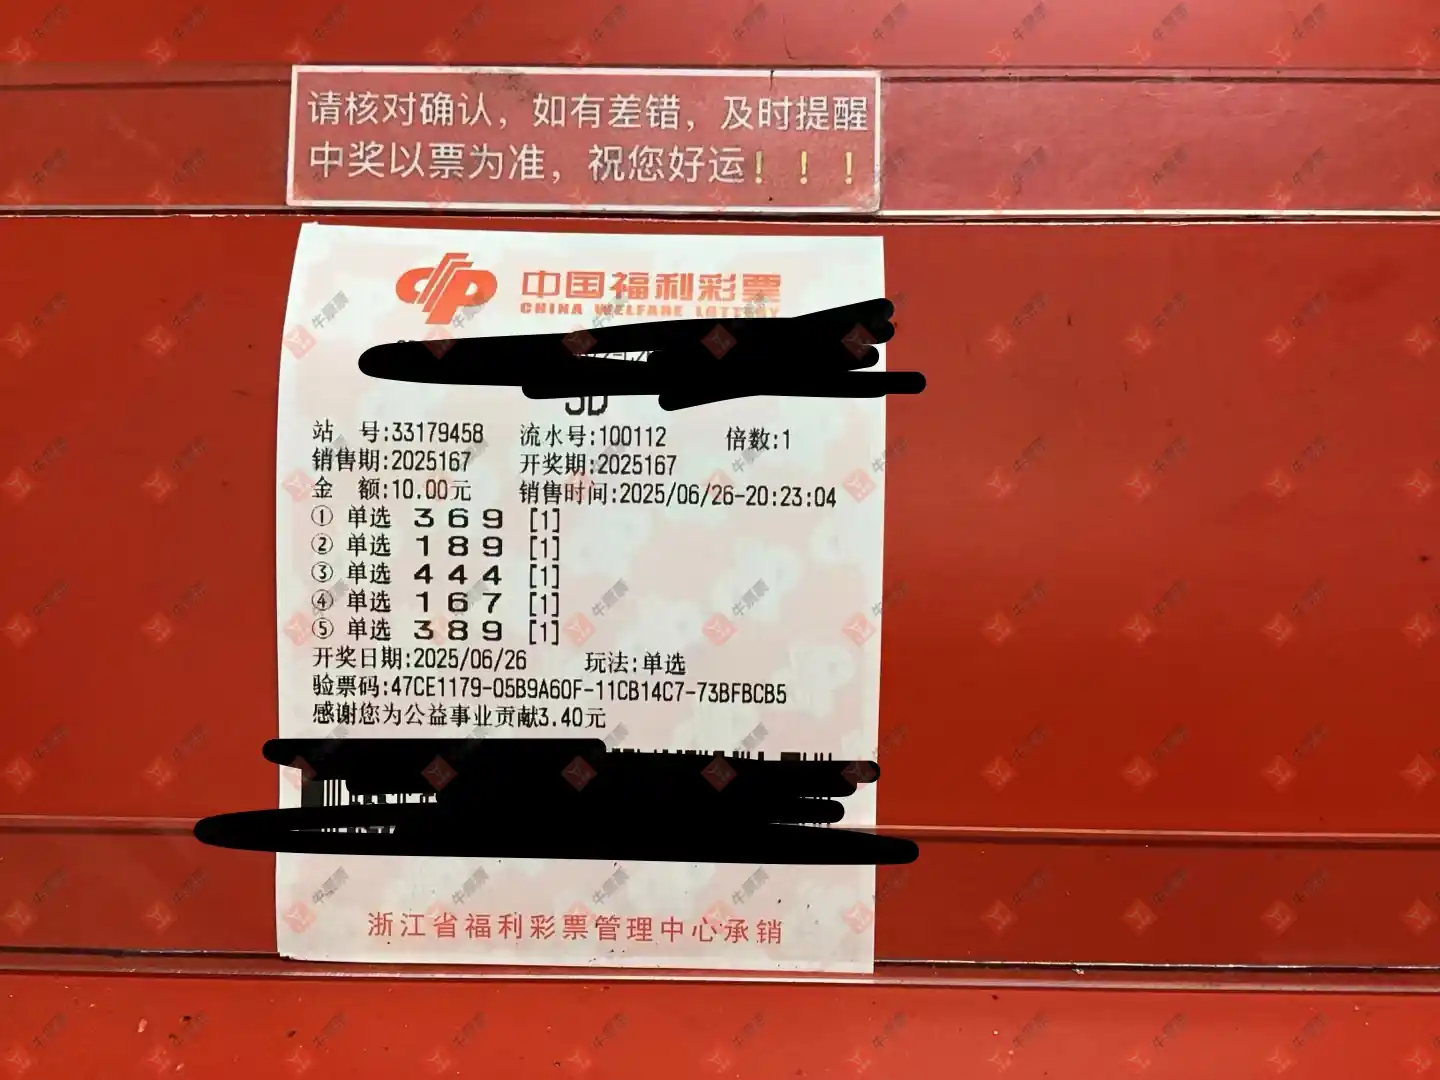 请核对确认，如有差错，及时提醒
中奖以票为准，祝您好运！！！
中国福利彩票
CHINA WELFARE LOTTERY
3D
站 号:33179458 流水号:100112 倍数:1
销售期:2025167 开奖期:2025167
金 额:10.00元 销售时间:2025/06/26-20:23:04
① 单选 3 6 9 [1]
② 单选 1 8 9 [1]
③ 单选 4 4 4 [1]
④ 单选 1 6 7 [1]
⑤ 单选 3 8 9 [1]
开奖日期:2025/06/26 玩法:单选
验票码:47CE1179-05B9A60F-11CB14C7-73BFBCB5
感谢您为公益事业贡献3.40元
浙江省福利彩票管理中心承销
牛票票